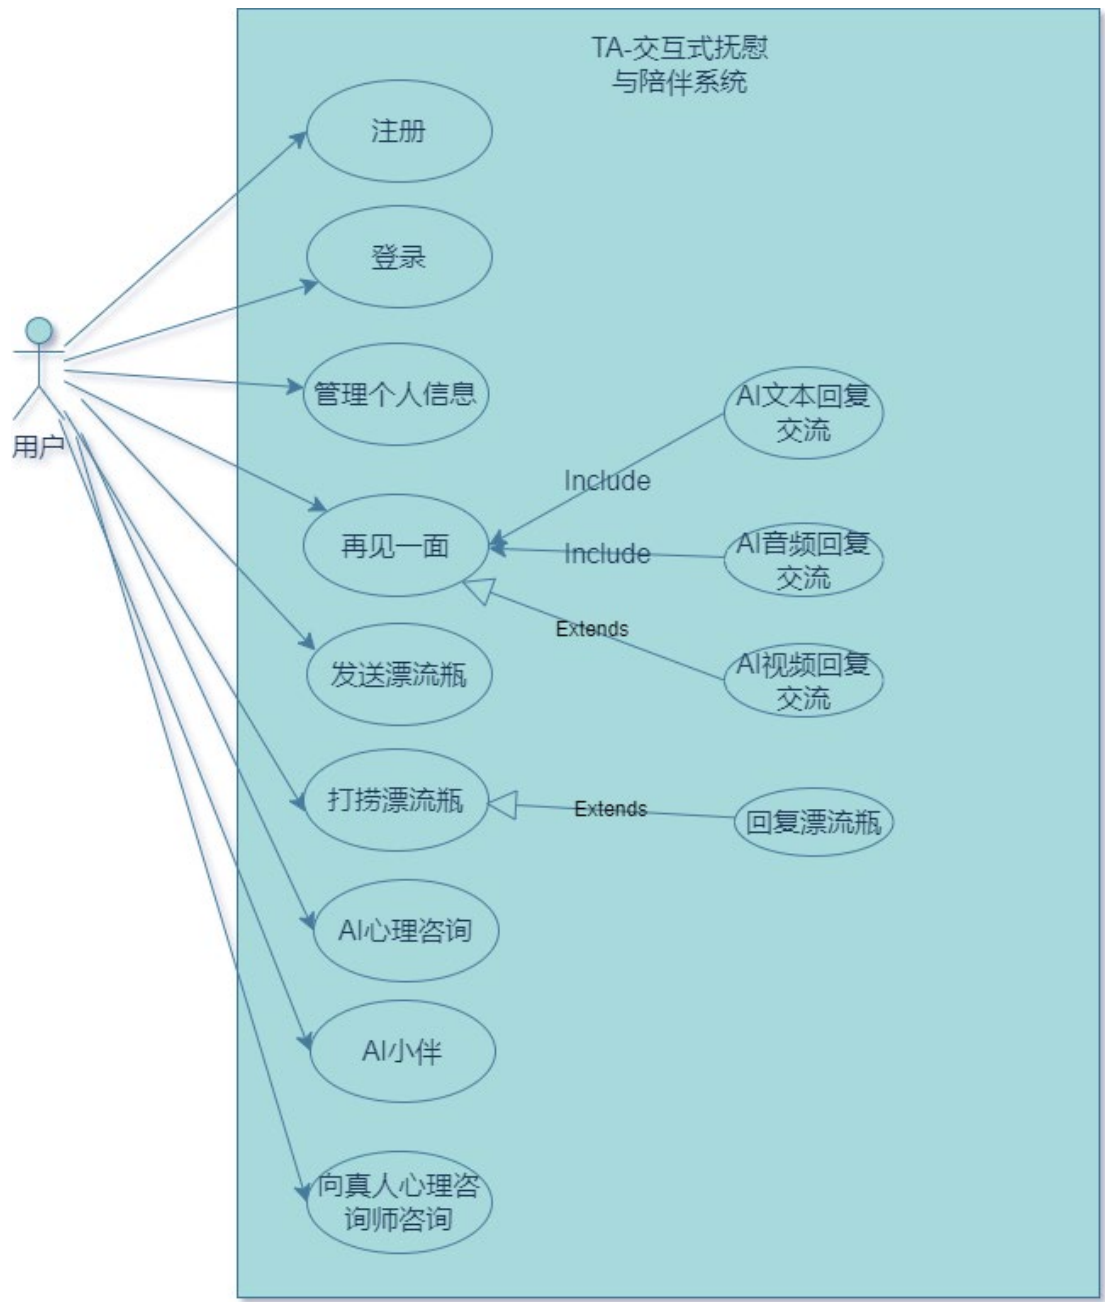 TA-交互式抚慰
与陪伴系统
注册
登录
用户
管理个人信息
AI文本回复
交流
Include
再见一面
Include
AI音频回复
交流
Extends
AI视频回复
交流
发送漂流瓶
打捞漂流瓶
Extends
回复漂流瓶
AI心理咨询
AI小伴
向真人心理咨
询师咨询